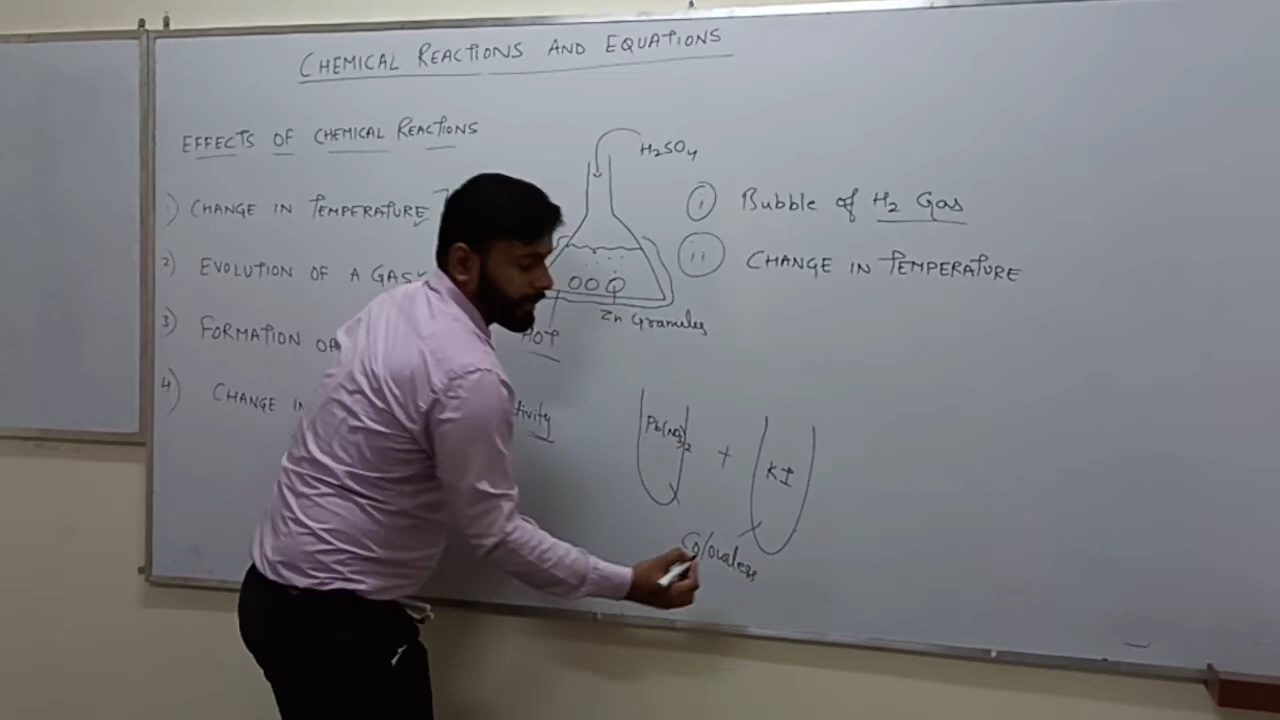 CHEMICAL REACTIONS AND EQUATIONS
EFFECTS OF CHEMICAL REACTIONS
1) CHANGE IN TEMPERATURE
2) EVOLUTION OF A GAS
3) FORMATION OF
4) CHANGE IN
tivity
H2SO4
HOT
Zn Granules
i) Bubble of H2 Gas
ii) CHANGE IN TEMPERATURE
Pb(NO3)2 + KI
Colourless